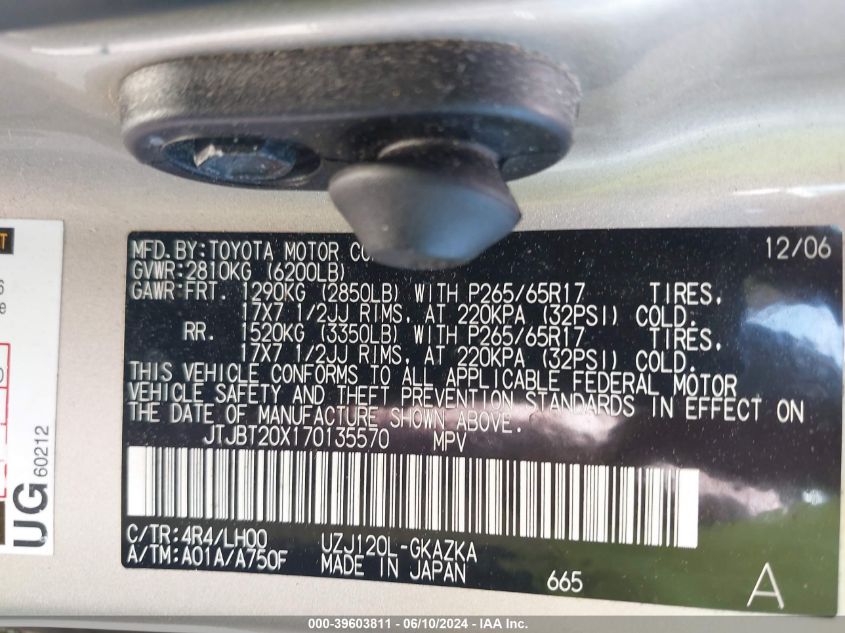 MFD.BY:TOYOTA MOTOR CO 12/06
GVWR:2810KG (6200LB)
GAWR:FRT. 1290KG (2850LB) WITH P265/65R17 TIRES,
17X7 1/2JJ RIMS, AT 220KPA (32PSI) COLD.
RR. 1520KG (3350LB) WITH P265/65R17 TIRES,
17X7 1/2JJ RIMS, AT 220KPA (32PSI) COLD.
THIS VEHICLE CONFORMS TO ALL APPLICABLE FEDERAL MOTOR
VEHICLE SAFETY AND THEFT PREVENTION STANDARDS IN EFFECT ON
THE DATE OF MANUFACTURE SHOWN ABOVE.
JTJBT20X170135570 MPV
C/TR:4R4/LH00 UZJ120L-GKAZKA
A/TM:A01A/A750F MADE IN JAPAN
665
A
UG 60212
000-39603811 - 06/10/2024 - IAA Inc.